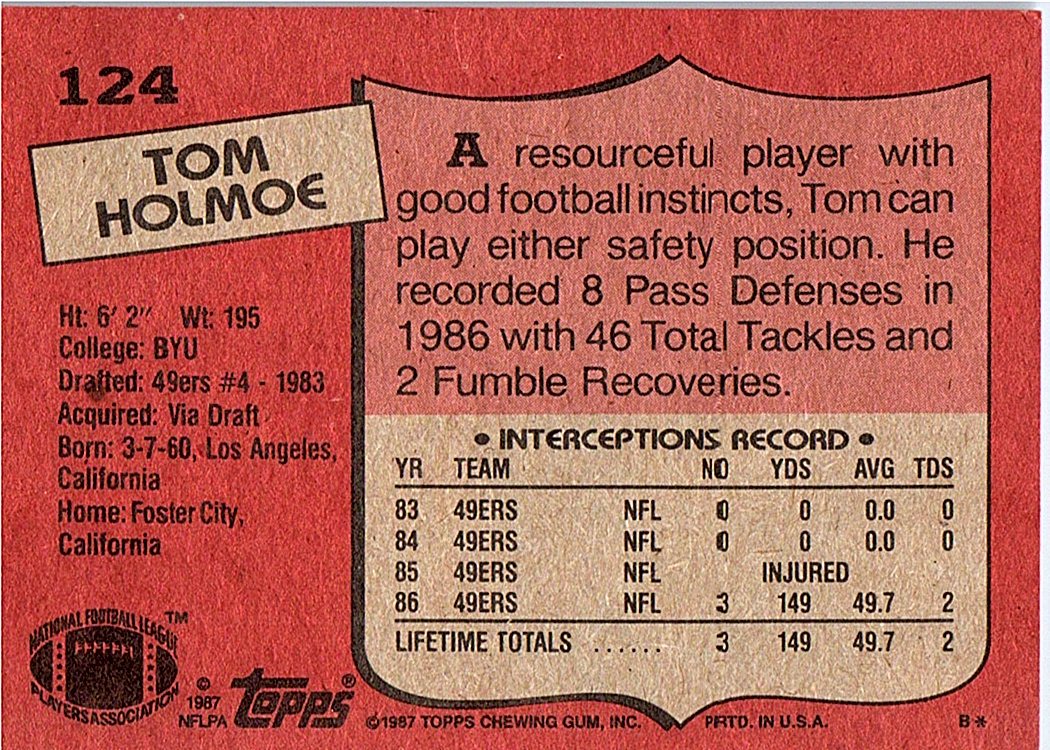 124
TOM
HOLMOE
Ht: 6' 2" Wt: 195
College: BYU
Drafted: 49ers #4 - 1983
Acquired: Via Draft
Born: 3-7-60, Los Angeles,
California
Home: Foster City,
California
A resourceful player with
good football instincts, Tom can
play either safety position. He
recorded 8 Pass Defenses in
1986 with 46 Total Tackles and
2 Fumble Recoveries.
• INTERCEPTIONS RECORD •
YR TEAM NO YDS AVG TDS
83 49ERS NFL 0 0 0.0 0
84 49ERS NFL 0 0 0.0 0
85 49ERS NFL INJURED
86 49ERS NFL 3 149 49.7 2
LIFETIME TOTALS ...... 3 149 49.7 2
NATIONAL FOOTBALL LEAGUE ™
PLAYERS ASSOCIATION
© 1987 NFLPA
topps®
©1987 TOPPS CHEWING GUM, INC. PRTD. IN U.S.A. B*